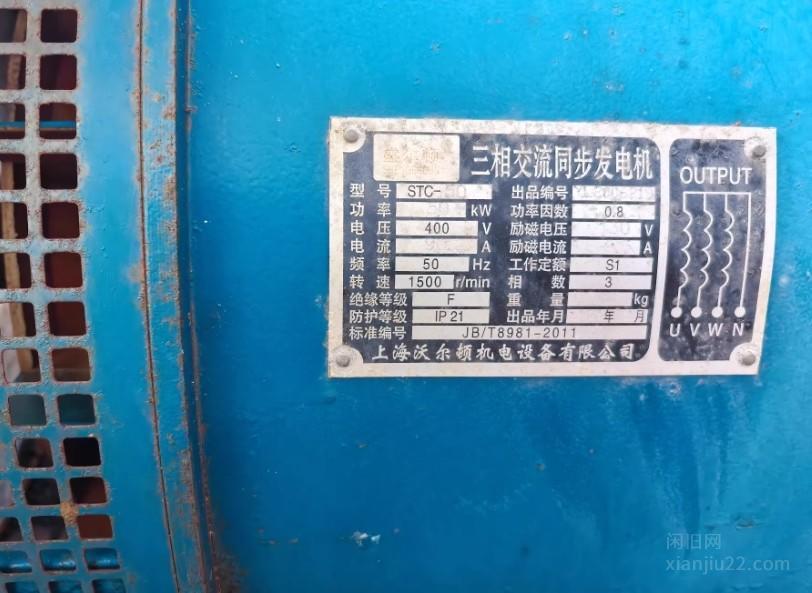 三相交流同步发电机
型号 STC-50 出品编号
功率 50 kW 功率因数 0.8
电压 400 V 励磁电压 V
电流 A 励磁电流 A
频率 50 Hz 工作定额 S1
转速 1500 r/min 相数 3
绝缘等级 F 重量 kg
防护等级 IP21 出品年月 年 月
标准编号 JB/T8981-2011
上海沃尔顿机电设备有限公司
OUTPUT
U V W N
闲旧网
xianjiu22.com